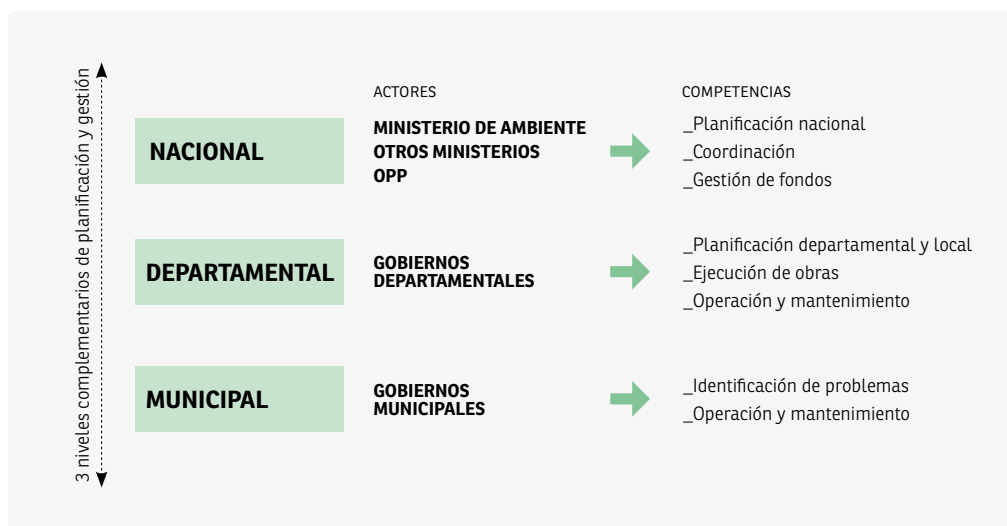 3 niveles complementarios de planificación y gestión
ACTORES
COMPETENCIAS
NACIONAL
MINISTERIO DE AMBIENTE
OTROS MINISTERIOS
OPP
_Planificación nacional
_Coordinación
_Gestión de fondos
DEPARTAMENTAL
GOBIERNOS
DEPARTAMENTALES
_Planificación departamental y local
_Ejecución de obras
_Operación y mantenimiento
MUNICIPAL
GOBIERNOS
MUNICIPALES
_Identificación de problemas
_Operación y mantenimiento